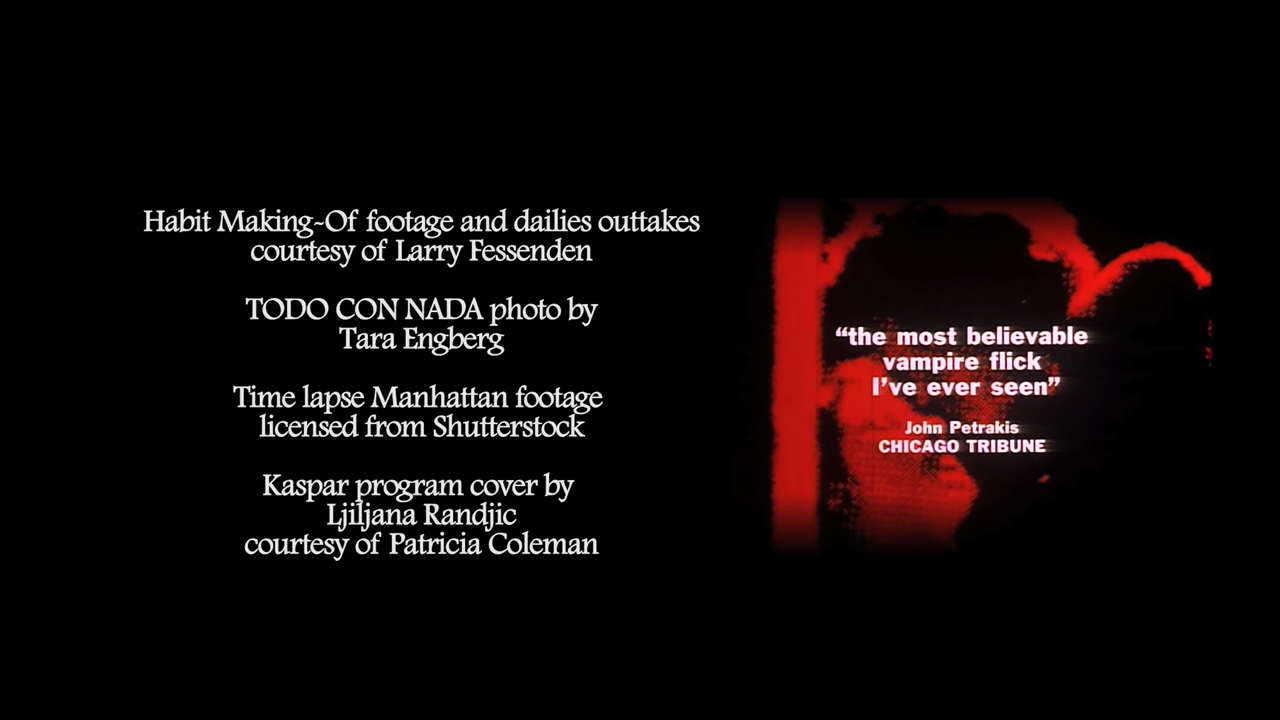 Habit Making-Of footage and dailies outtakes
courtesy of Larry Fessenden
TODO CON NADA photo by
Tara Engberg
Time lapse Manhattan footage
licensed from Shutterstock
Kaspar program cover by
Ljiljana Randjic
courtesy of Patricia Coleman
“the most believable
vampire flick
I’ve ever seen”
John Petrakis
CHICAGO TRIBUNE